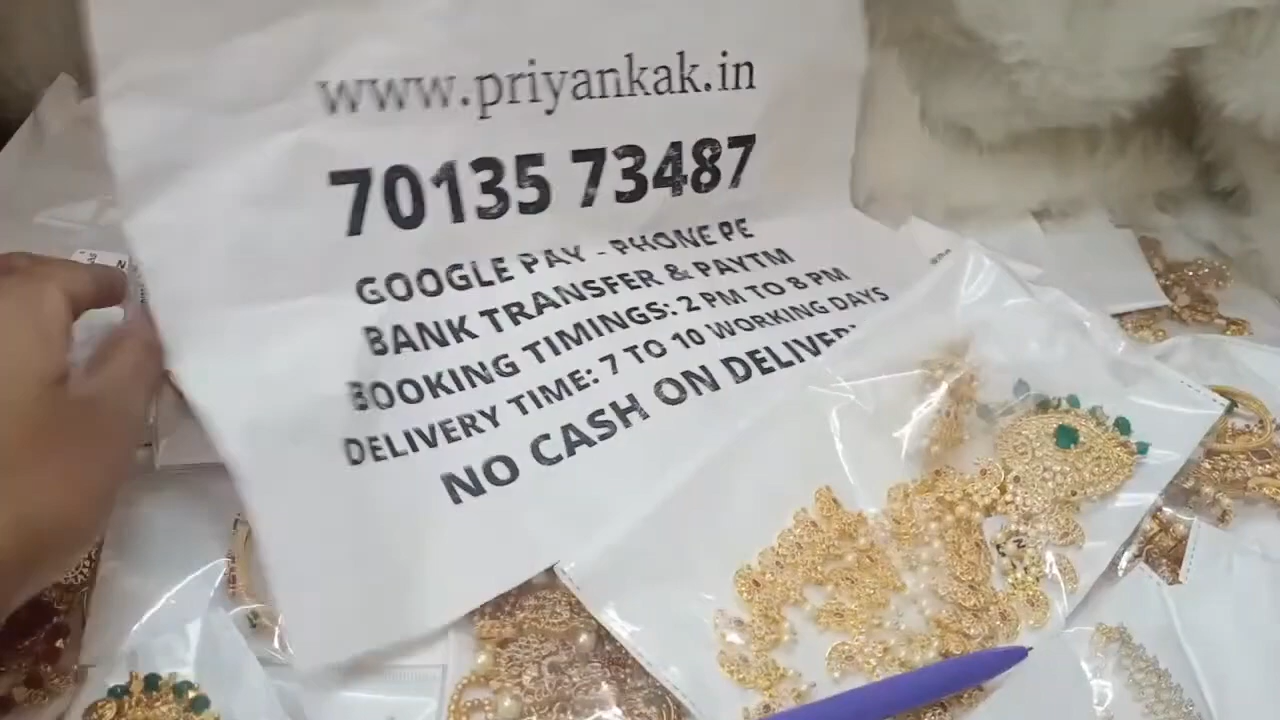 www.priyankak.in
70135 73487
GOOGLE PAY - PHONE PE
BANK TRANSFER & PAYTM
BOOKING TIMINGS: 2 PM TO 8 PM
DELIVERY TIME: 7 TO 10 WORKING DAYS
NO CASH ON DELIVERY